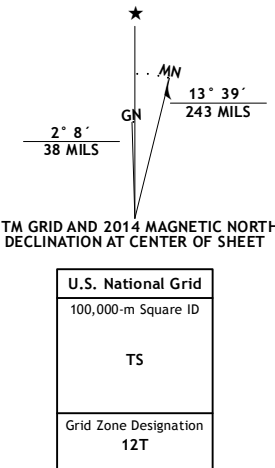 ★
MN
GN
13° 39´
243 MILS
2° 8´
38 MILS
TM GRID AND 2014 MAGNETIC NORTH
DECLINATION AT CENTER OF SHEET
U.S. National Grid
100,000-m Square ID
TS
Grid Zone Designation
12T